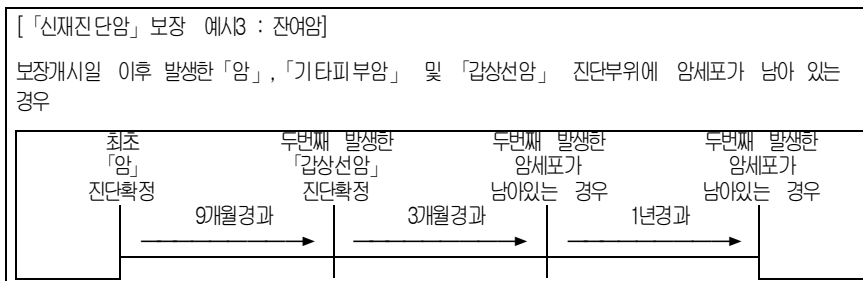 [「신재진단암」보장 예시3 : 잔여암]
보장개시일 이후 발생한「암」,「기타피부암」 및 「갑상선암」 진단부위에 암세포가 남아 있는
경우
최초 두번째 발생한 두번째 발생한 두번째 발생한
「암」 「갑상선암」 암세포가 암세포가
진단확정 진단확정 남아있는 경우 남아있는 경우
9개월경과 3개월경과 1년경과